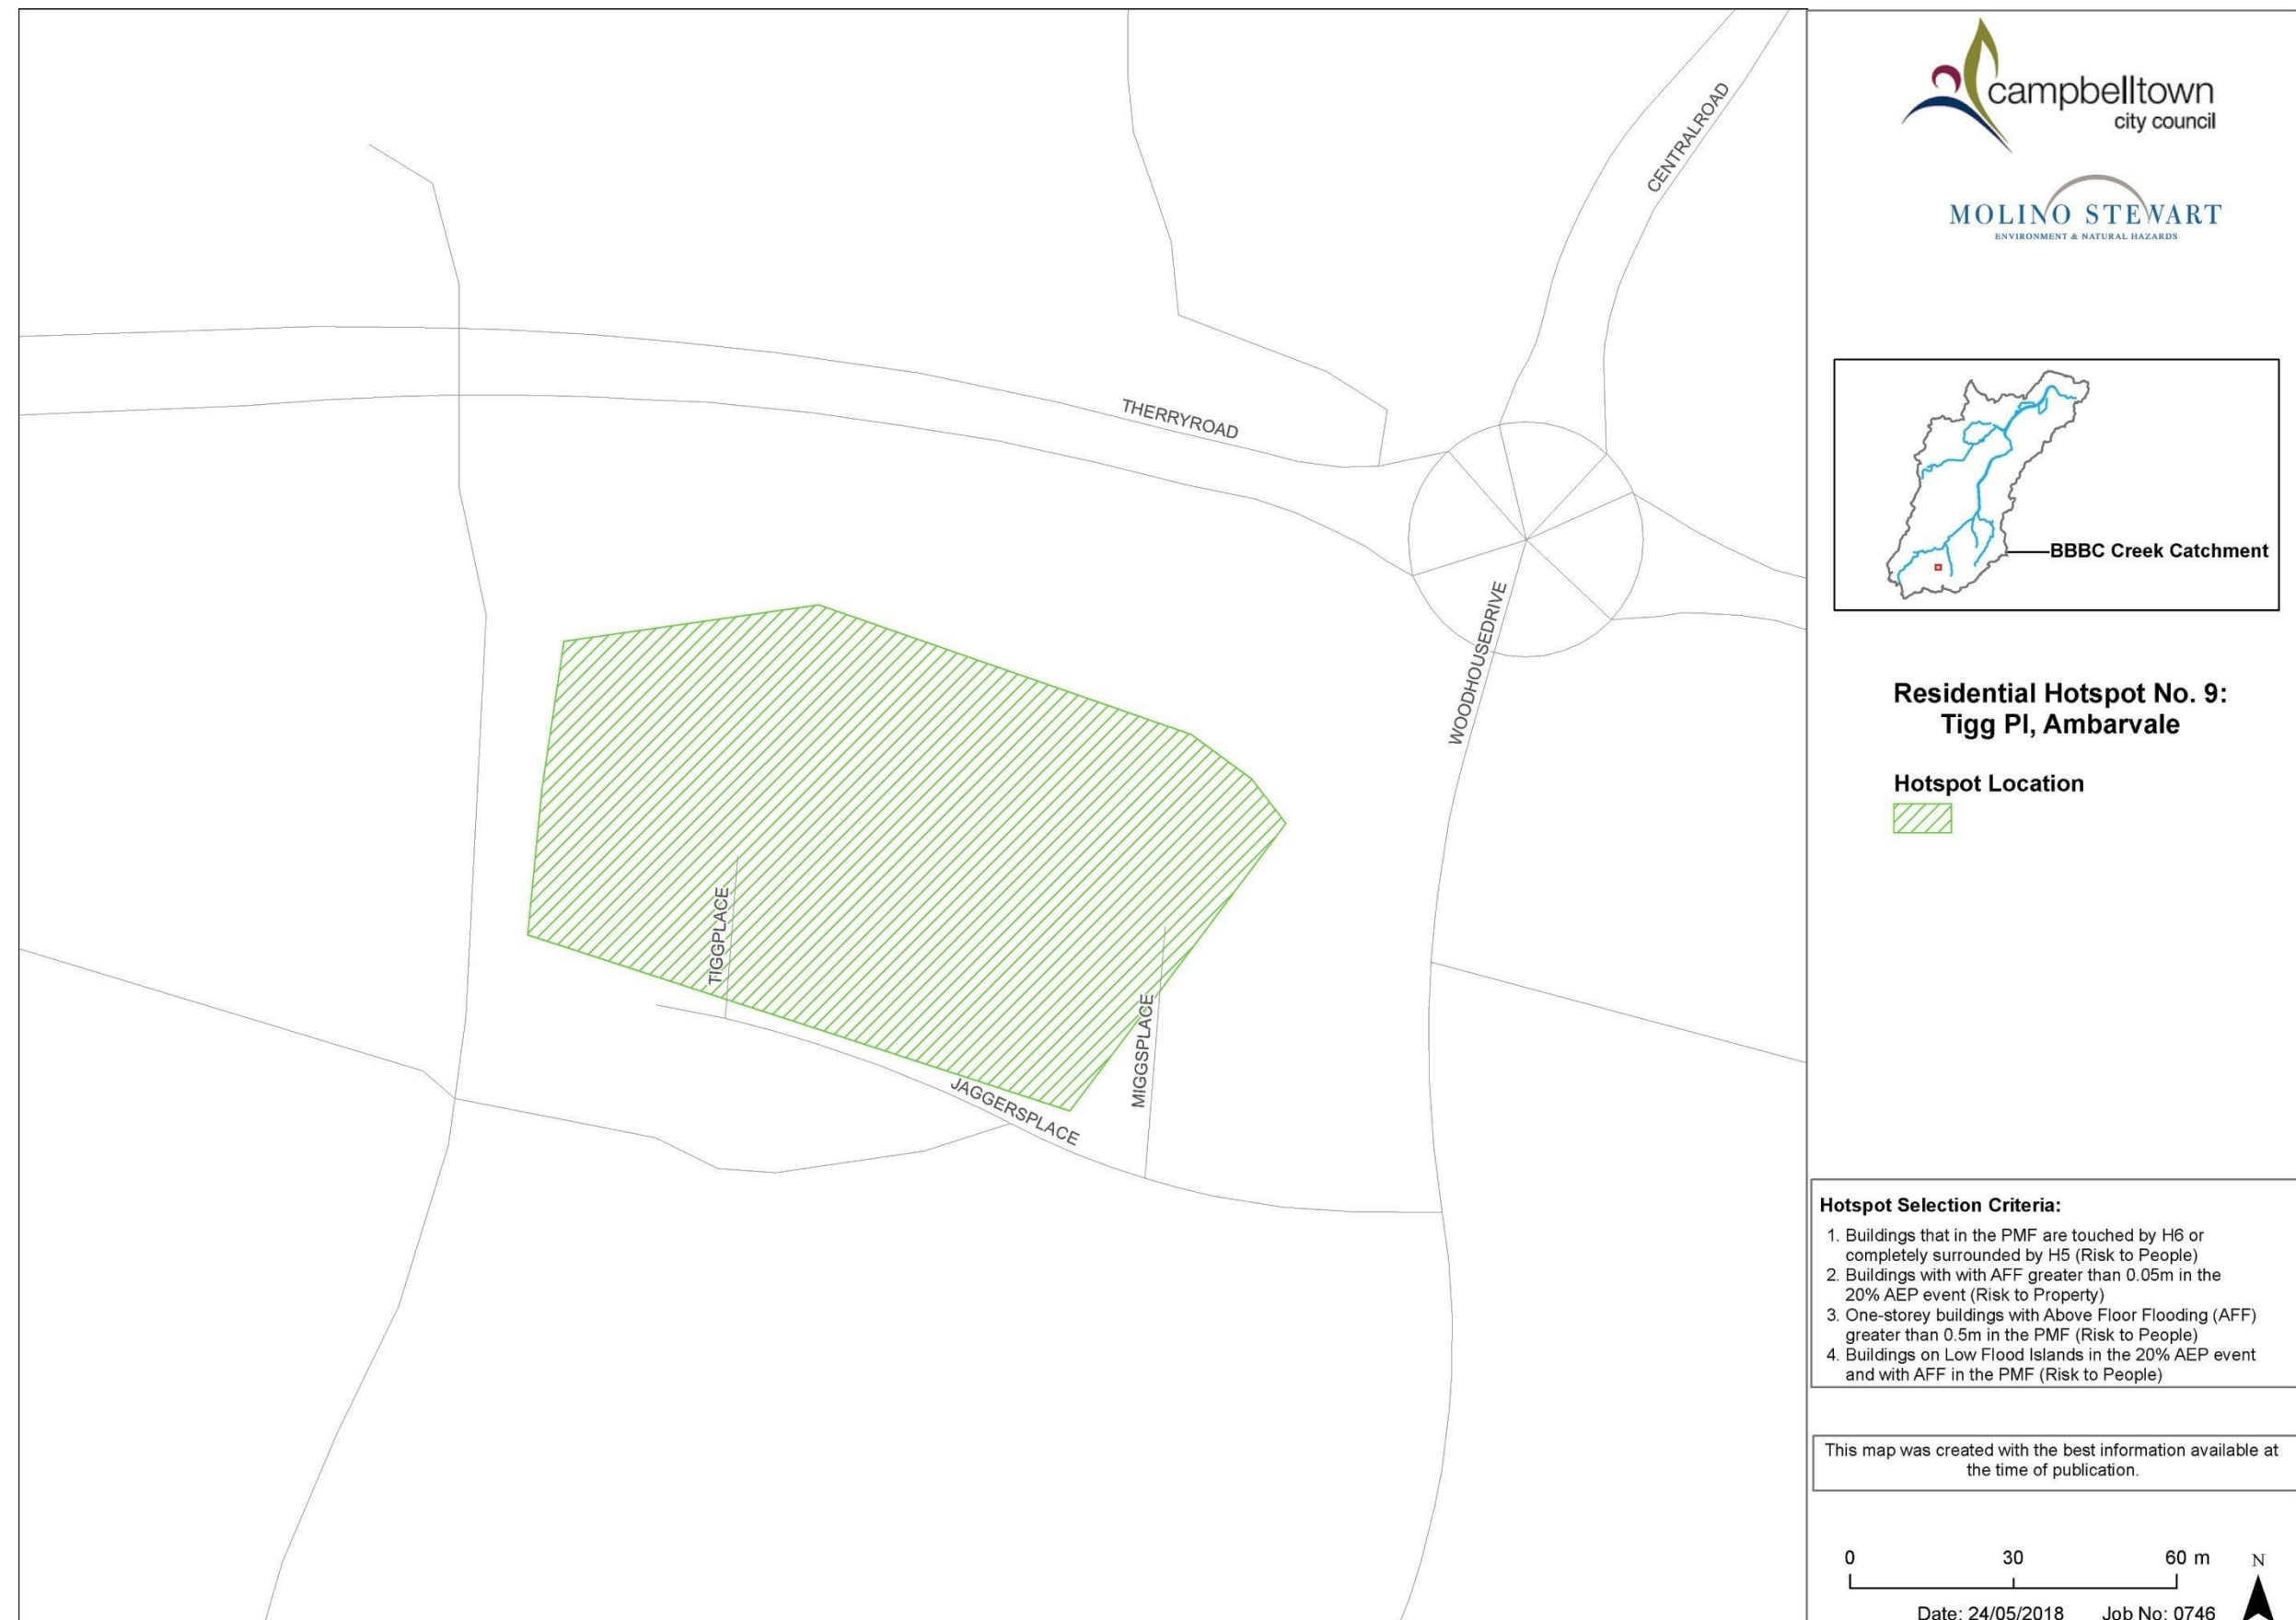 CENTRALROAD
THERRYROAD
WOODHOUSEDRIVE
TIGGPLACE
MIGGSPLACE
JAGGERSPLACE
campbelltown
city council
MOLINO STEWART
ENVIRONMENT & NATURAL HAZARDS
BBBC Creek Catchment
Residential Hotspot No. 9:
Tigg Pl, Ambarvale
Hotspot Location
Hotspot Selection Criteria:
1. Buildings that in the PMF are touched by H6 or
completely surrounded by H5 (Risk to People)
2. Buildings with with AFF greater than 0.05m in the
20% AEP event (Risk to Property)
3. One-storey buildings with Above Floor Flooding (AFF)
greater than 0.5m in the PMF (Risk to People)
4. Buildings on Low Flood Islands in the 20% AEP event
and with AFF in the PMF (Risk to People)
This map was created with the best information available at
the time of publication.
0 30 60 m N
Date: 24/05/2018 Job No: 0746